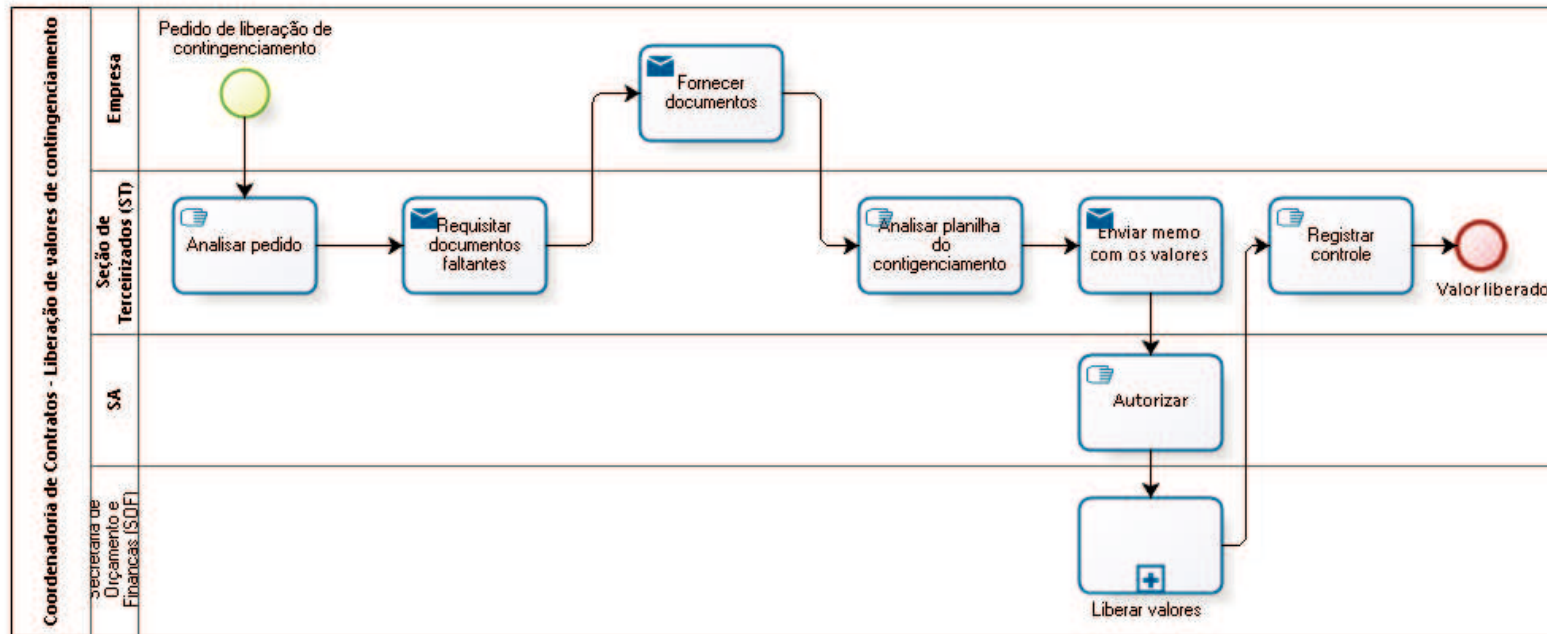 Coordenadoria de Contratos - Liberação de valores de contingenciamento
Empresa
Pedido de liberação de
contingenciamento
Fornecer
documentos
Seção de
Terceirizados (ST)
Analisar pedido
Requisitar
documentos
faltantes
Analisar planilha
do
contigenciamento
Enviar memo
com os valores
Registrar
controle
Valor liberado
SA
Autorizar
Secretaria de
Orçamento e
Finanças (SOF)
Liberar valores